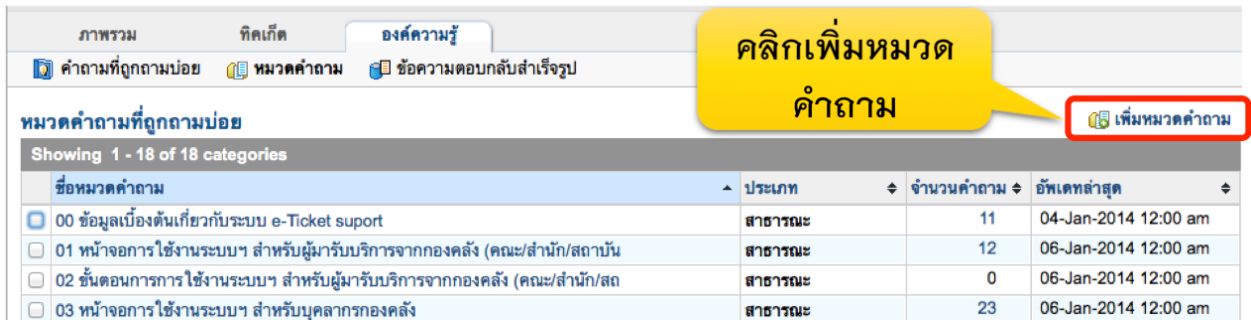 ภาพรวม ทิคเก็ต องค์ความรู้
คำถามที่ถูกถามบ่อย หมวดคำถาม ข้อความตอบกลับสำเร็จรูป
คลิกเพิ่มหมวด
คำถาม
หมวดคำถามที่ถูกถามบ่อย เพิ่มหมวดคำถาม
Showing 1 - 18 of 18 categories
ชื่อหมวดคำถาม ประเภท จำนวนคำถาม อัพเดทล่าสุด
00 ข้อมูลเบื้องต้นเกี่ยวกับระบบ e-Ticket suport สาธารณะ 11 04-Jan-2014 12:00 am
01 หน้าจอการใช้งานระบบฯ สำหรับผู้มารับบริการจากกองคลัง (คณะ/สำนัก/สถาบัน สาธารณะ 12 06-Jan-2014 12:00 am
02 ขั้นตอนการการใช้งานระบบฯ สำหรับผู้มารับบริการจากกองคลัง (คณะ/สำนัก/สถ สาธารณะ 0 06-Jan-2014 12:00 am
03 หน้าจอการใช้งานระบบฯ สำหรับบุคลากรกองคลัง สาธารณะ 23 06-Jan-2014 12:00 am